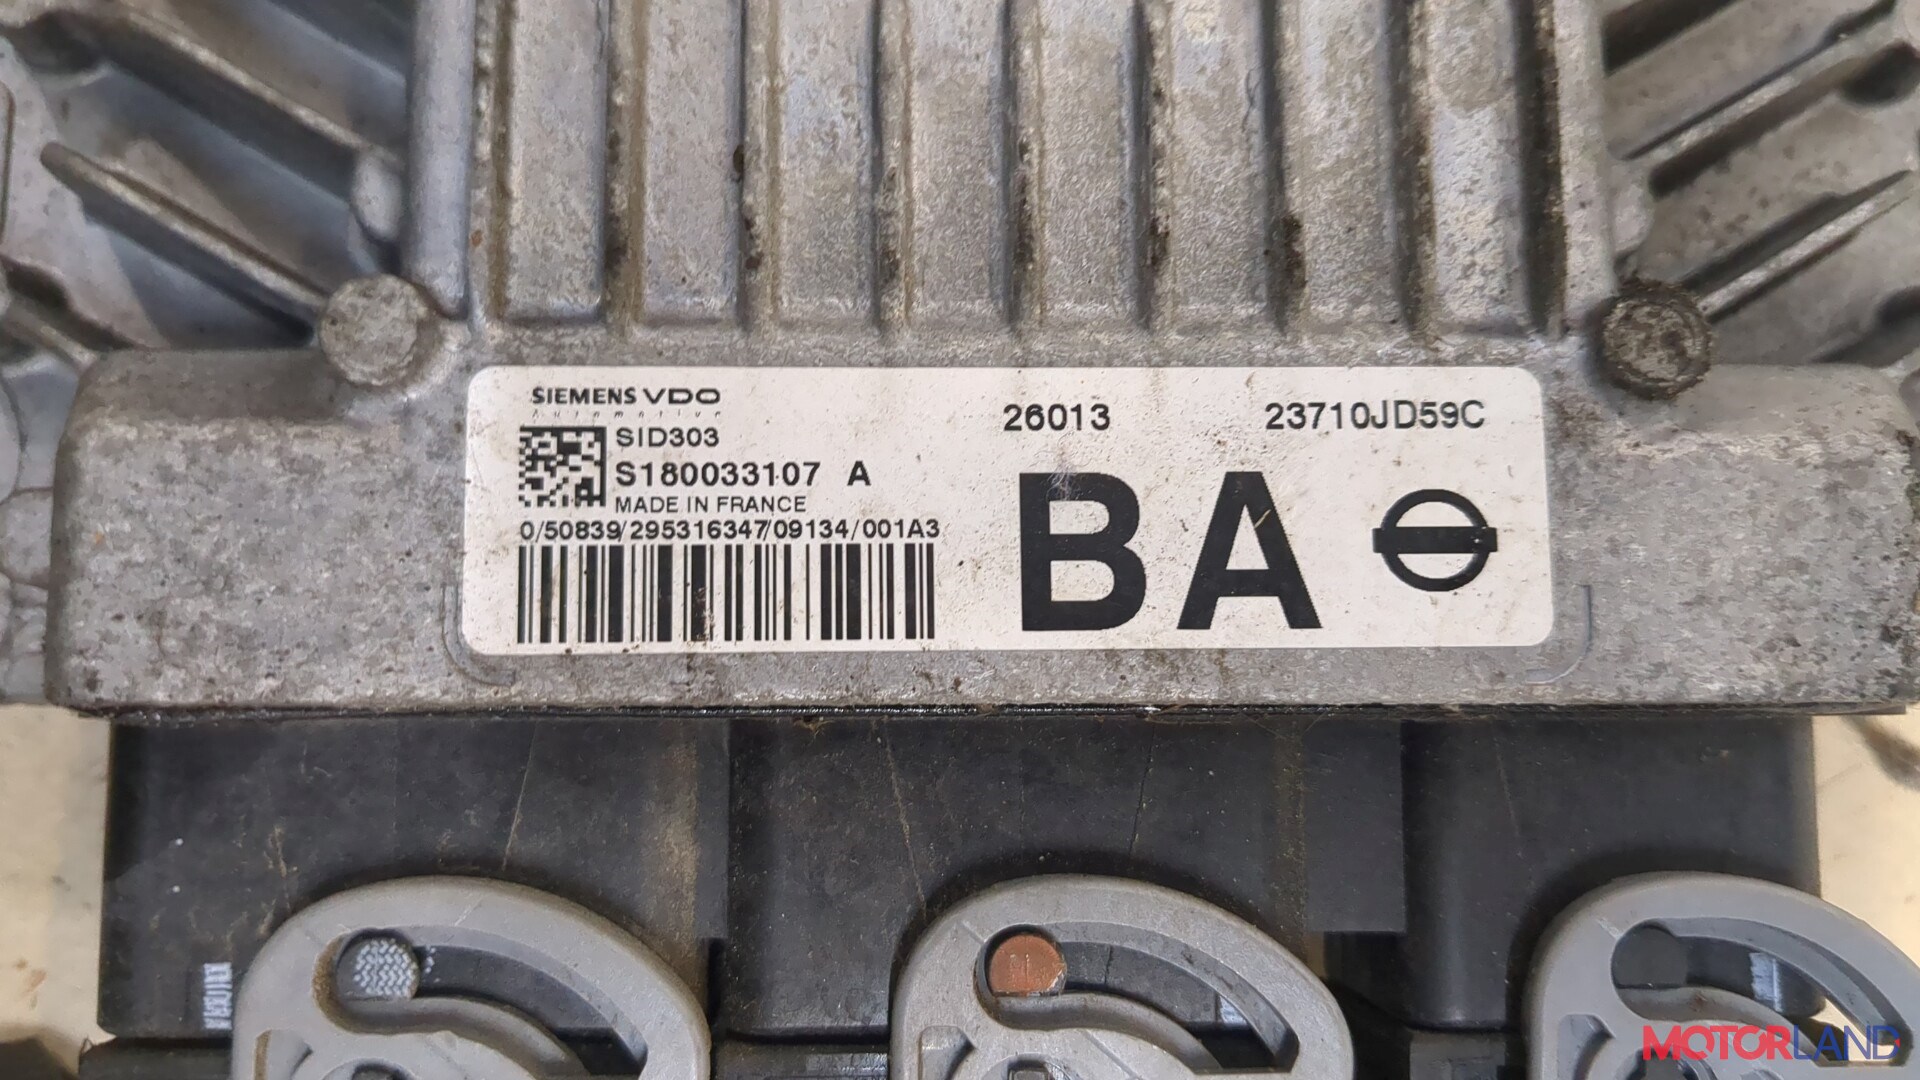 SIEMENS VDO
Automotive
SID303
S180033107 A
MADE IN FRANCE
0/50839/295316347/09134/001A3
26013
23710JD59C
BA
MOTORLAND